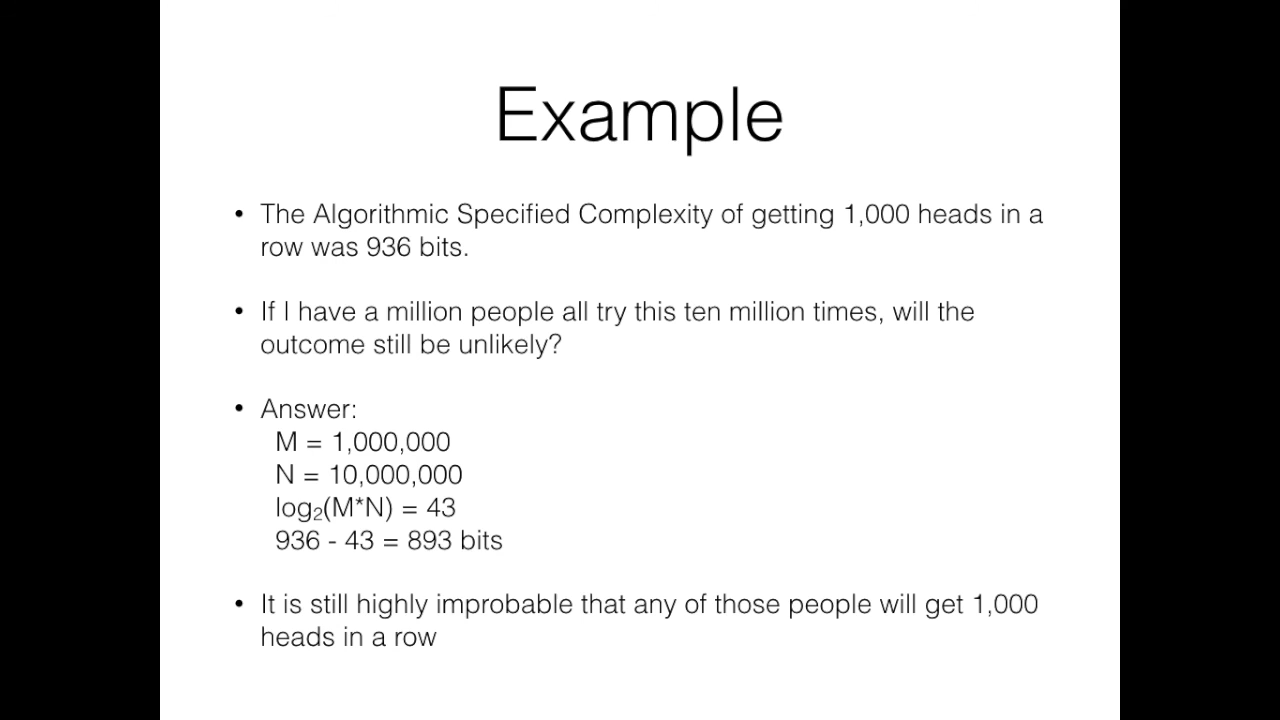 Example
• The Algorithmic Specified Complexity of getting 1,000 heads in a
row was 936 bits.
• If I have a million people all try this ten million times, will the
outcome still be unlikely?
• Answer:
M = 1,000,000
N = 10,000,000
log₂(M*N) = 43
936 - 43 = 893 bits
• It is still highly improbable that any of those people will get 1,000
heads in a row